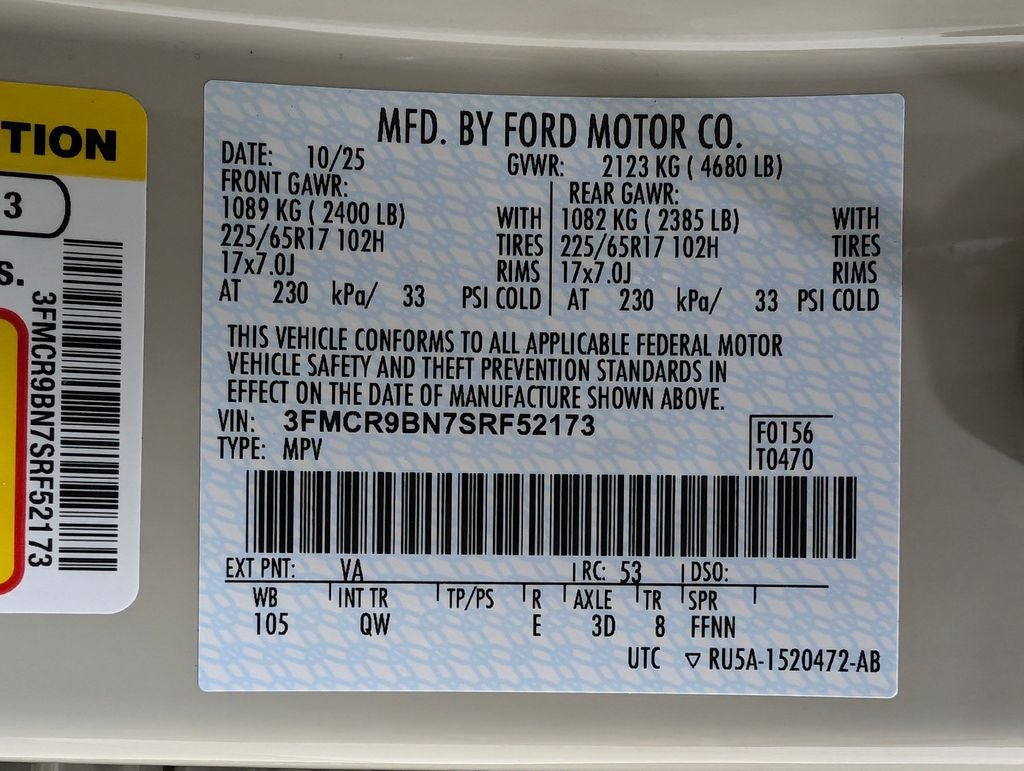 TION
3
S.
3FMCR9BN7SRF52173
MFD. BY FORD MOTOR CO.
DATE: 10/25 GVWR: 2123 KG ( 4680 LB)
FRONT GAWR: REAR GAWR:
1089 KG ( 2400 LB) WITH 1082 KG ( 2385 LB) WITH
225/65R17 102H TIRES 225/65R17 102H TIRES
17x7.0J RIMS 17x7.0J RIMS
AT 230 kPa/ 33 PSI COLD AT 230 kPa/ 33 PSI COLD
THIS VEHICLE CONFORMS TO ALL APPLICABLE FEDERAL MOTOR
VEHICLE SAFETY AND THEFT PREVENTION STANDARDS IN
EFFECT ON THE DATE OF MANUFACTURE SHOWN ABOVE.
VIN: 3FMCR9BN7SRF52173
TYPE: MPV
F0156
T0470
EXT PNT: VA RC: 53 DSO:
WB INT TR TP/PS R AXLE TR SPR
105 QW E 3D 8 FFNN
UTC ▽ RU5A-1520472-AB